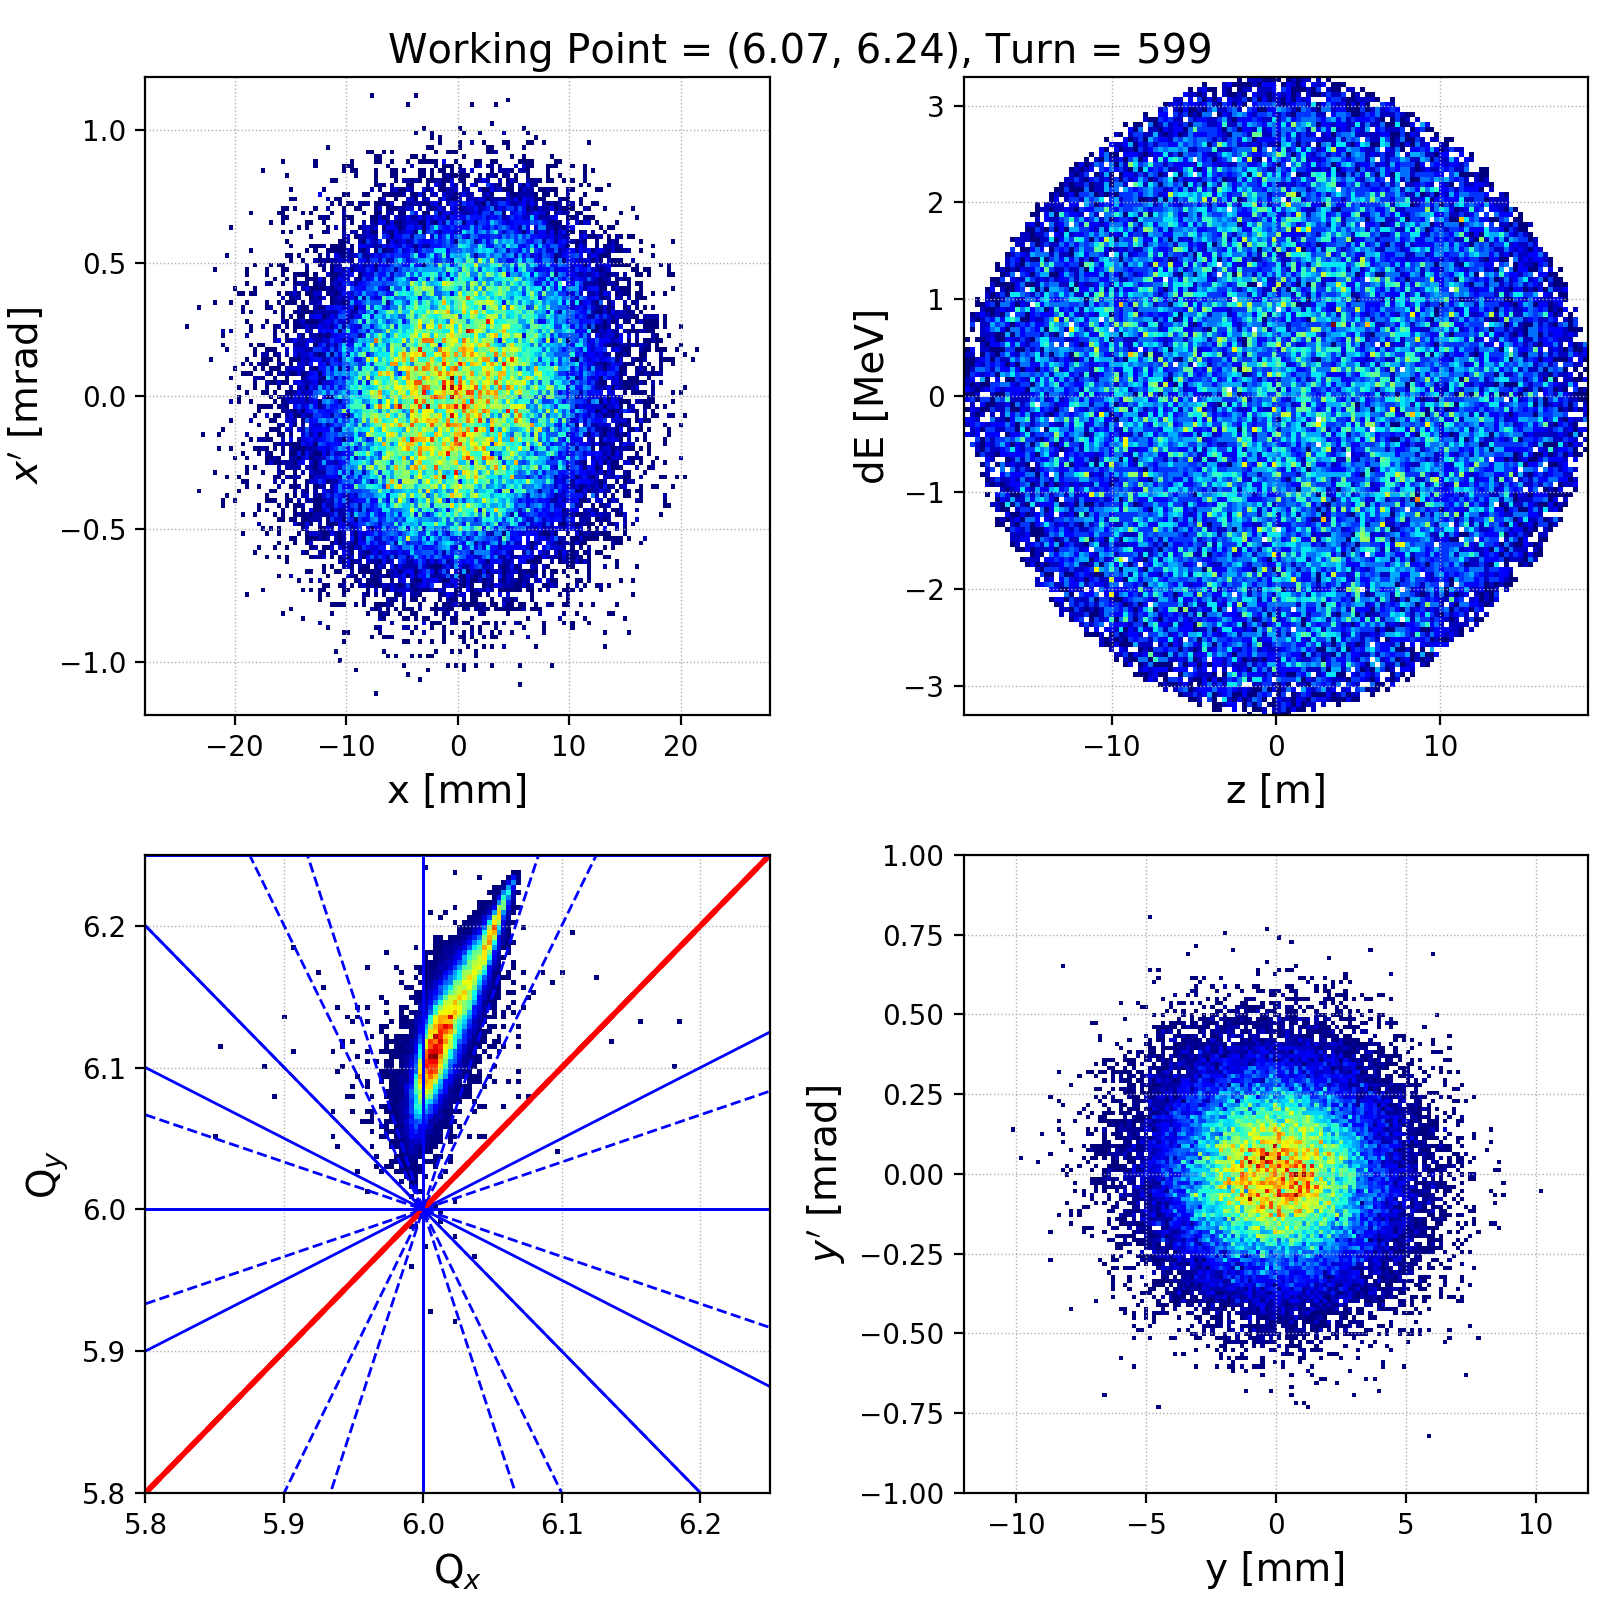 Working Point = (6.07, 6.24), Turn = 599
1.0
0.5
0.0
−0.5
−1.0
x′ [mrad]
−20 −10 0 10 20
x [mm]
3
2
1
0
−1
−2
−3
dE [MeV]
−10 0 10
z [m]
6.2
6.1
6.0
5.9
5.8
Qy
5.8 5.9 6.0 6.1 6.2
Qx
1.00
0.75
0.50
0.25
0.00
−0.25
−0.50
−0.75
−1.00
y′ [mrad]
−10 −5 0 5 10
y [mm]